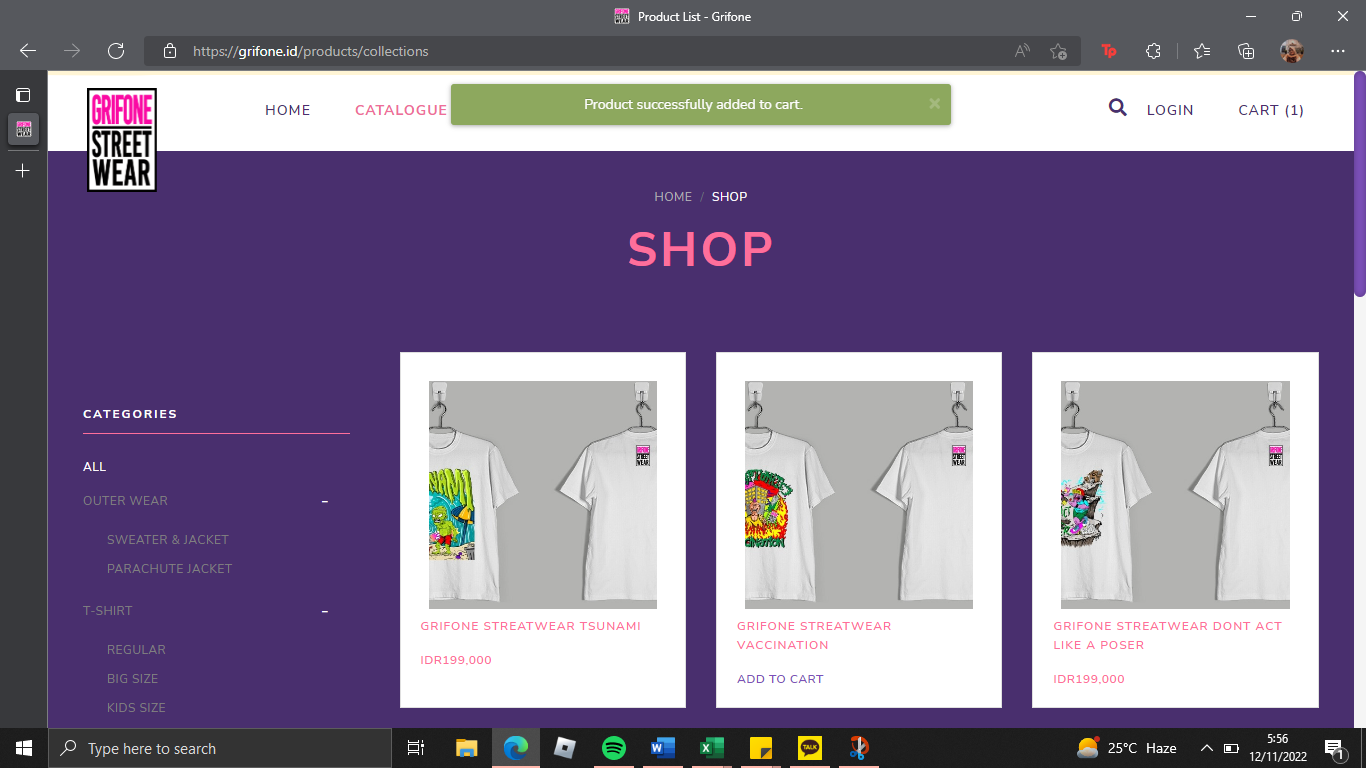 Product List - Grifone
https://grifone.id/products/collections
GRIFONE
STREET
WEAR
HOME
CATALOGUE
Product successfully added to cart.
LOGIN
CART (1)
HOME / SHOP
SHOP
CATEGORIES
ALL
OUTER WEAR
SWEATER & JACKET
PARACHUTE JACKET
T-SHIRT
REGULAR
BIG SIZE
KIDS SIZE
GRIFONE STREATWEAR TSUNAMI
IDR199,000
GRIFONE STREATWEAR
VACCINATION
ADD TO CART
GRIFONE STREATWEAR DONT ACT
LIKE A POSER
IDR199,000
Type here to search
25°C Haze
5:56
12/11/2022
1